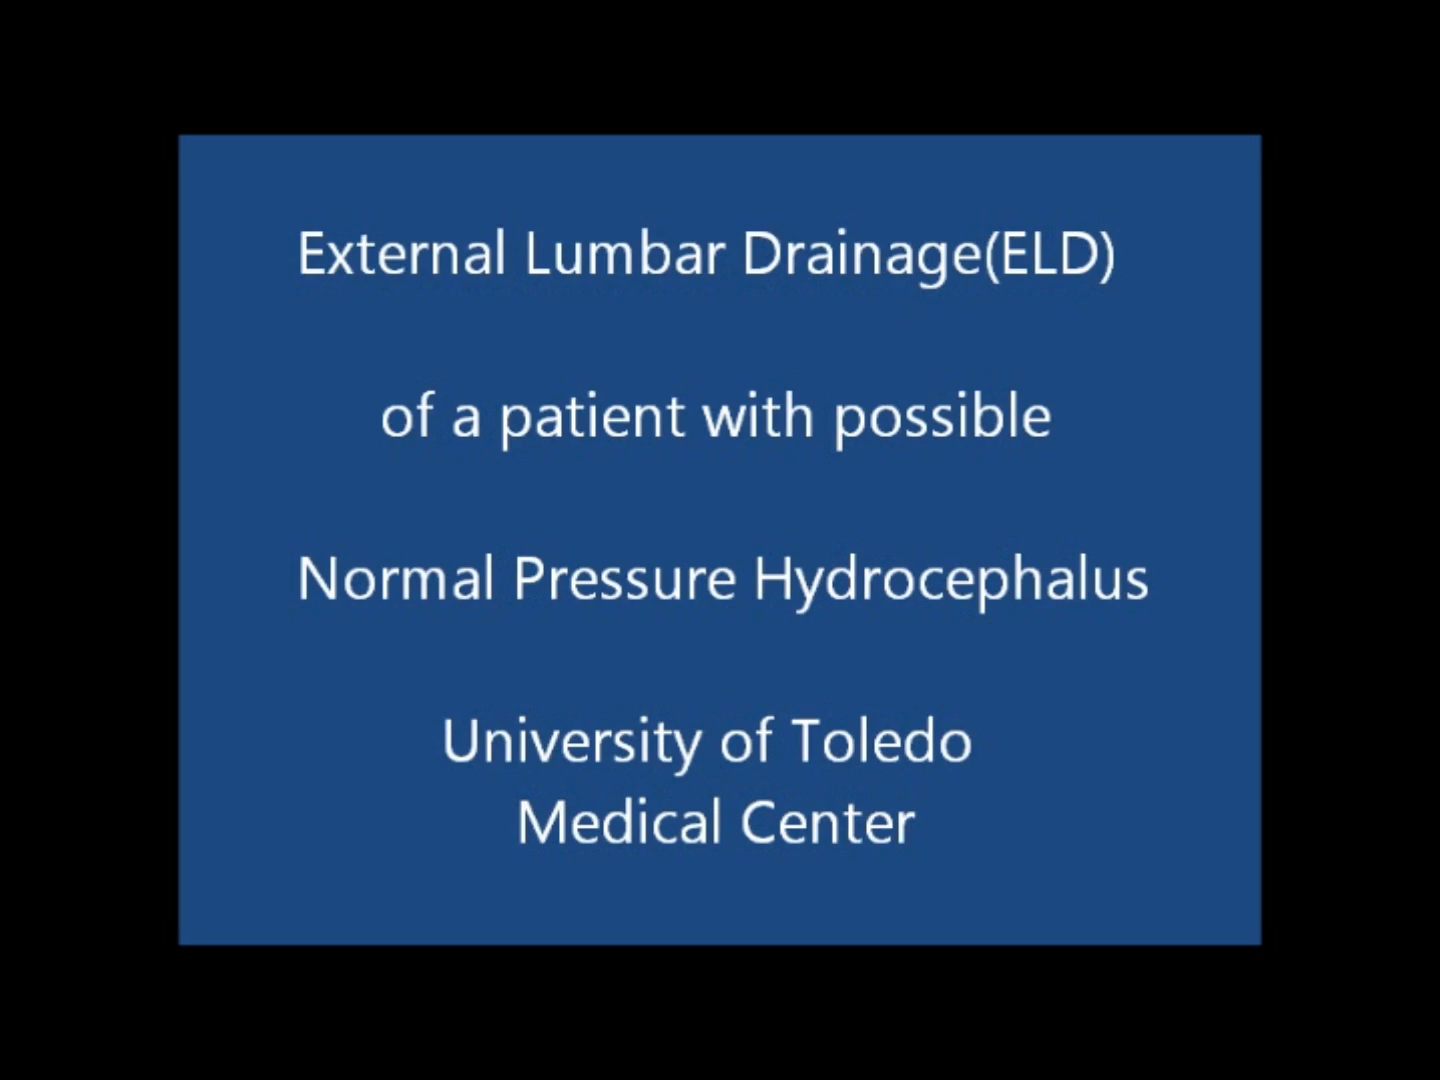 External Lumbar Drainage(ELD)
of a patient with possible
Normal Pressure Hydrocephalus
University of Toledo
Medical Center